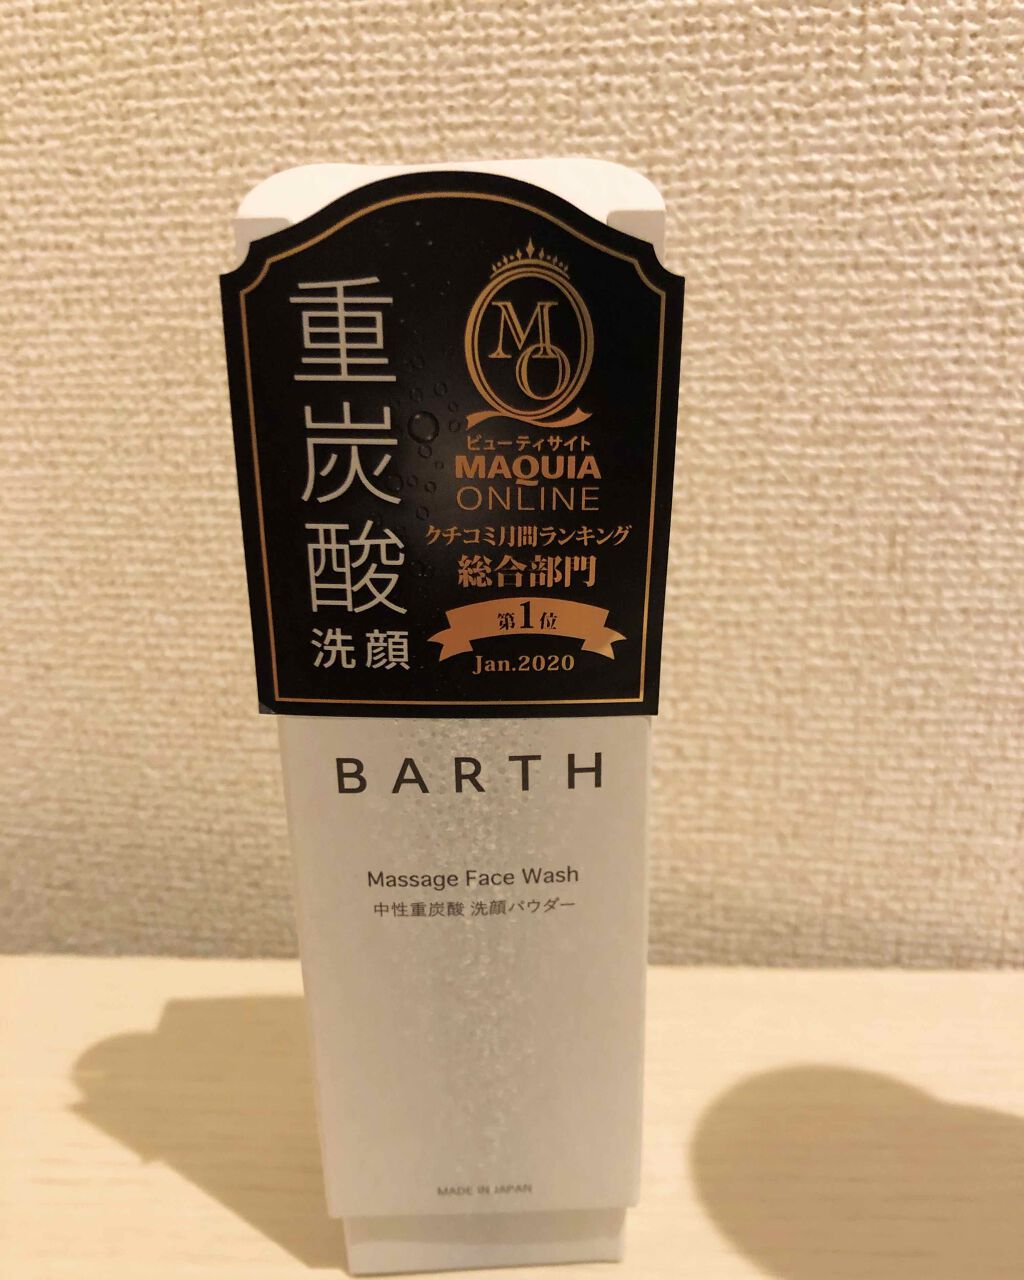 重炭酸
洗顔
MO
ビューティサイト
MAQUIA
ONLINE
クチコミ月間ランキング
総合部門
第1位
Jan.2020
BARTH
Massage Face Wash
中性重炭酸 洗顔パウダー
MADE IN JAPAN